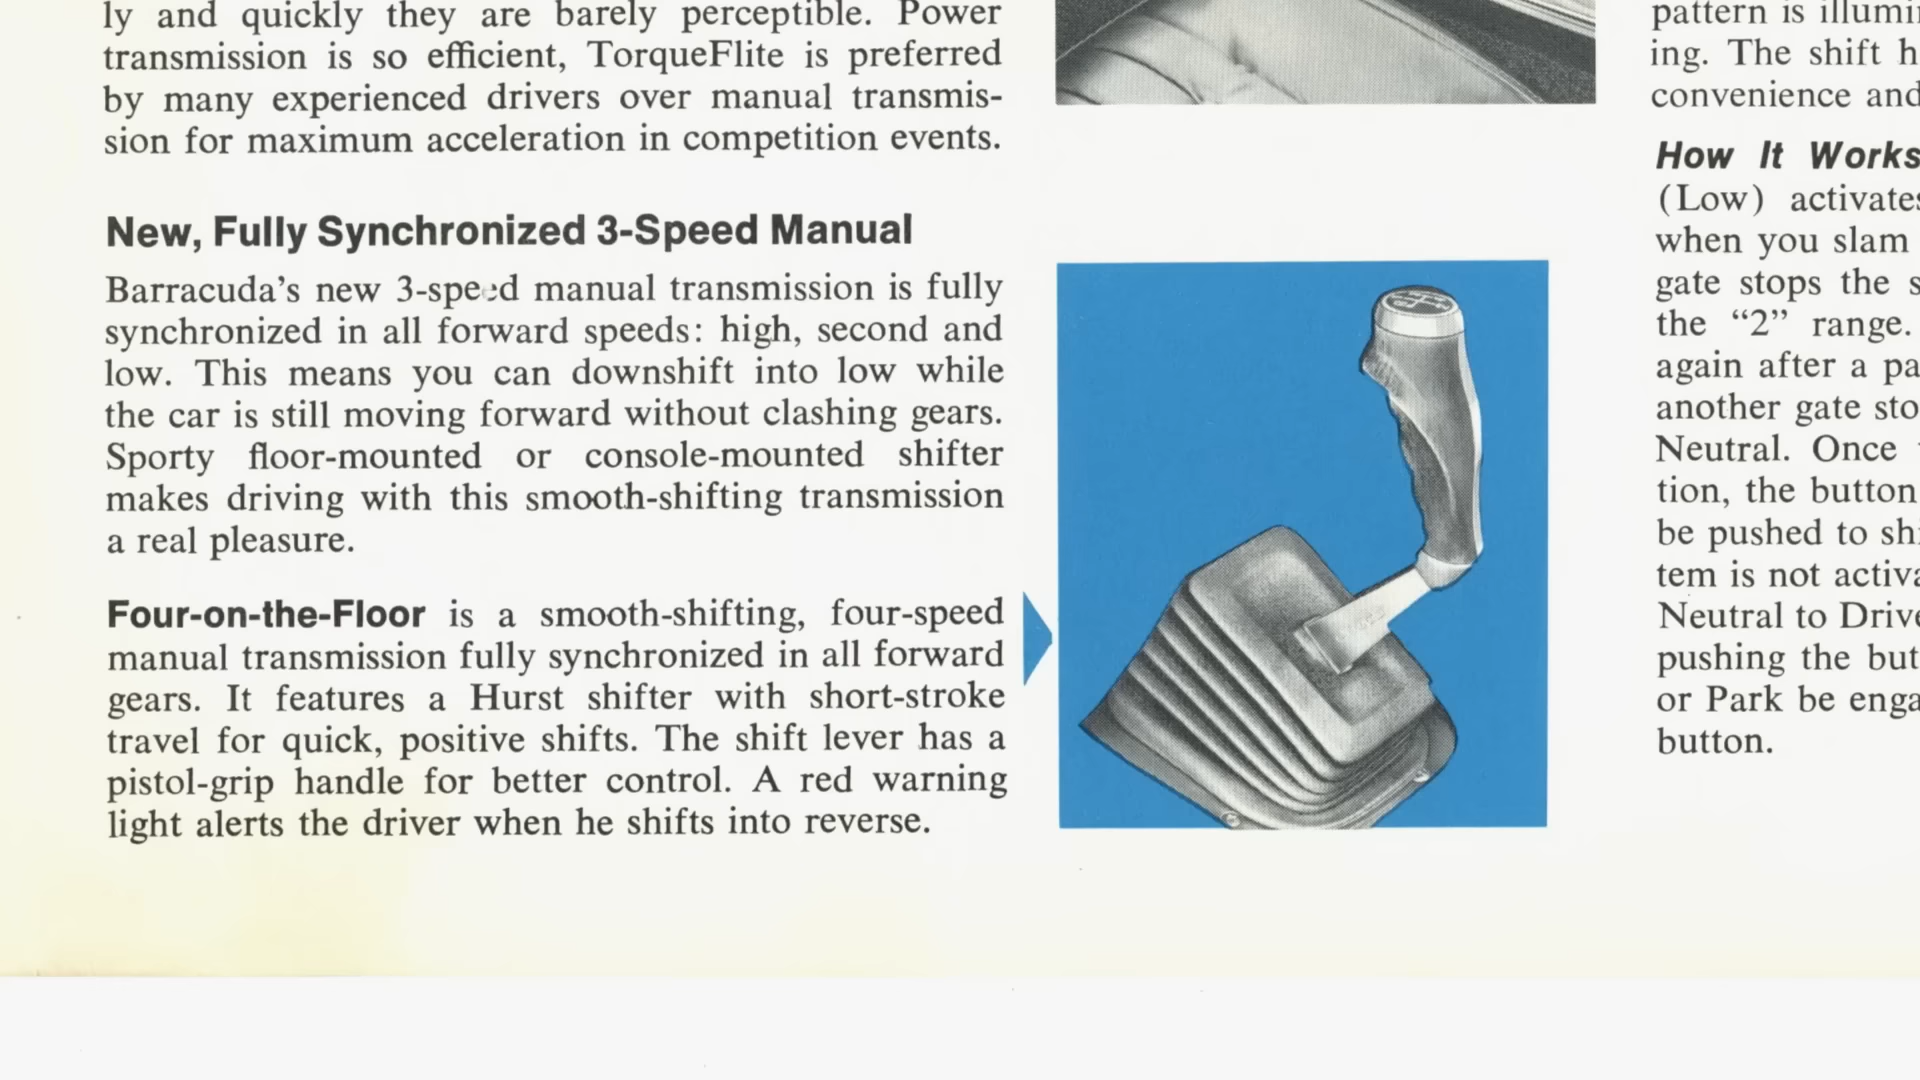 ly and quickly they are barely perceptible. Power
transmission is so efficient, TorqueFlite is preferred
by many experienced drivers over manual transmis-
sion for maximum acceleration in competition events.
New, Fully Synchronized 3-Speed Manual
Barracuda's new 3-speed manual transmission is fully
synchronized in all forward speeds: high, second and
low. This means you can downshift into low while
the car is still moving forward without clashing gears.
Sporty floor-mounted or console-mounted shifter
makes driving with this smooth-shifting transmission
a real pleasure.
Four-on-the-Floor is a smooth-shifting, four-speed
manual transmission fully synchronized in all forward
gears. It features a Hurst shifter with short-stroke
travel for quick, positive shifts. The shift lever has a
pistol-grip handle for better control. A red warning
light alerts the driver when he shifts into reverse.
pattern is illumi
ing. The shift h
convenience and
How It Works
(Low) activates
when you slam
gate stops the s
the “2” range.
again after a pa
another gate sto
Neutral. Once
tion, the button
be pushed to shi
tem is not activa
Neutral to Drive
pushing the but
or Park be enga
button.